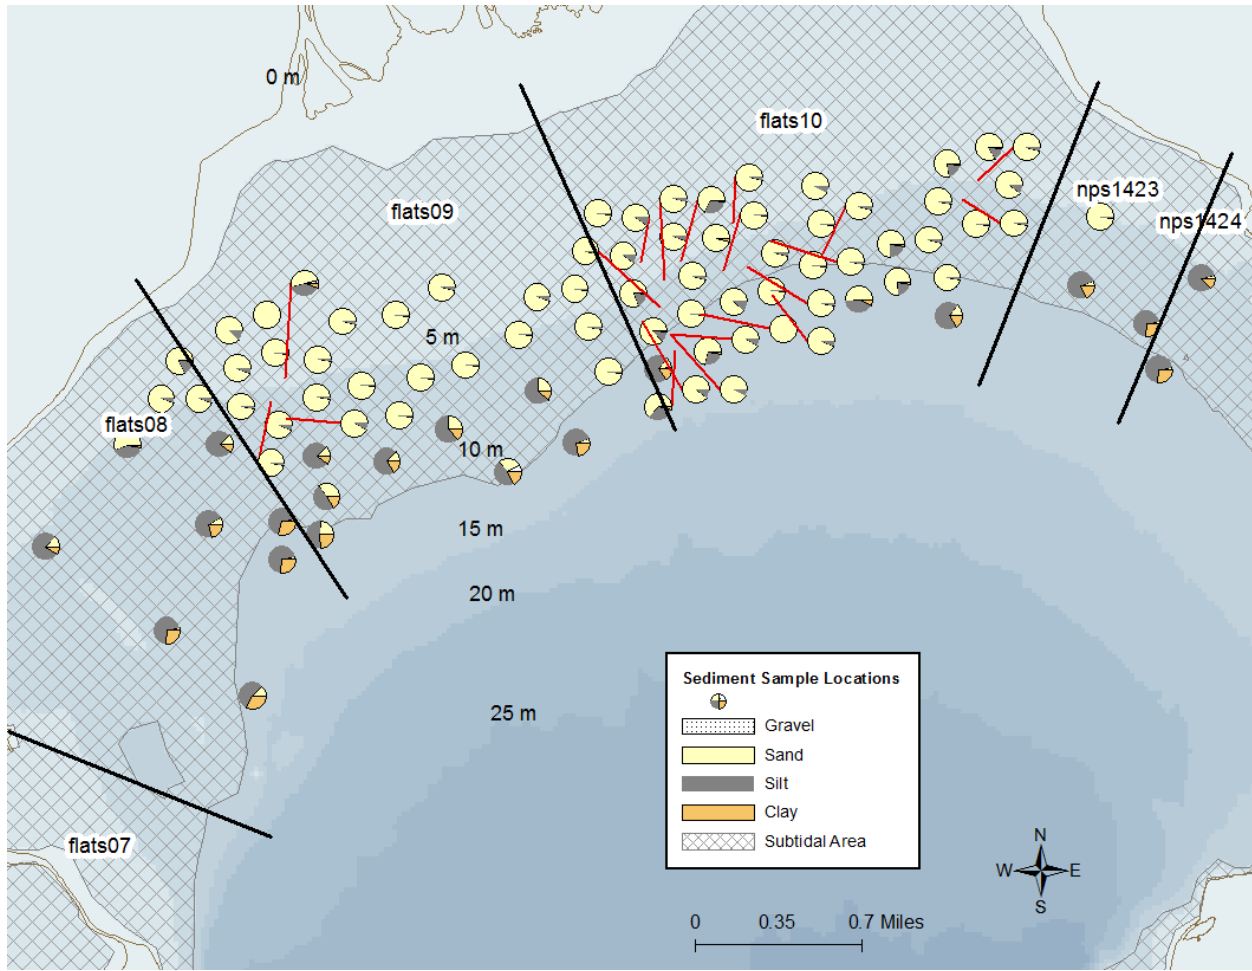 0 m
flats10
nps1423
flats09
nps1424
5 m
flats08
10 m
15 m
20 m
25 m
flats07
Sediment Sample Locations
Gravel
Sand
Silt
Clay
Subtidal Area
N
W E
S
0 0.35 0.7 Miles